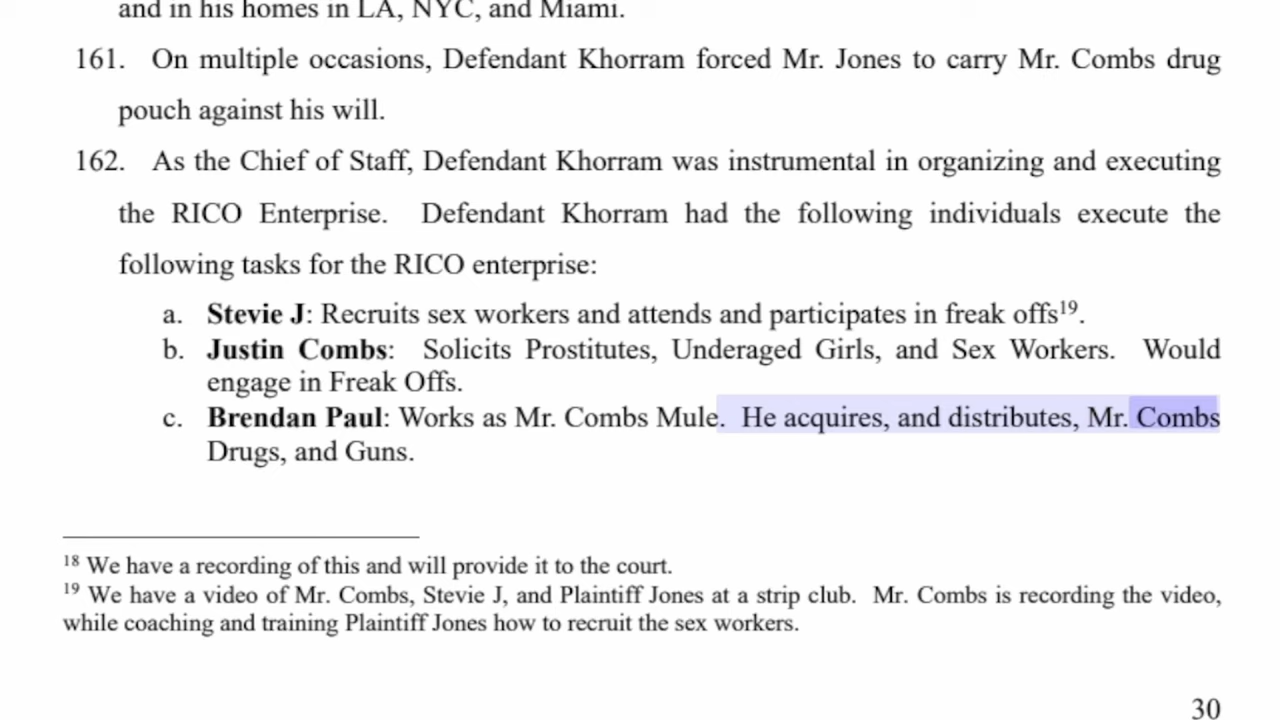 and in his homes in LA, NYC, and Miami.
161. On multiple occasions, Defendant Khorram forced Mr. Jones to carry Mr. Combs drug
pouch against his will.
162. As the Chief of Staff, Defendant Khorram was instrumental in organizing and executing
the RICO Enterprise. Defendant Khorram had the following individuals execute the
following tasks for the RICO enterprise:
a. Stevie J: Recruits sex workers and attends and participates in freak offs¹⁹.
b. Justin Combs: Solicits Prostitutes, Underaged Girls, and Sex Workers. Would
engage in Freak Offs.
c. Brendan Paul: Works as Mr. Combs Mule. He acquires, and distributes, Mr. Combs
Drugs, and Guns.
¹⁸ We have a recording of this and will provide it to the court.
¹⁹ We have a video of Mr. Combs, Stevie J, and Plaintiff Jones at a strip club. Mr. Combs is recording the video,
while coaching and training Plaintiff Jones how to recruit the sex workers.
30